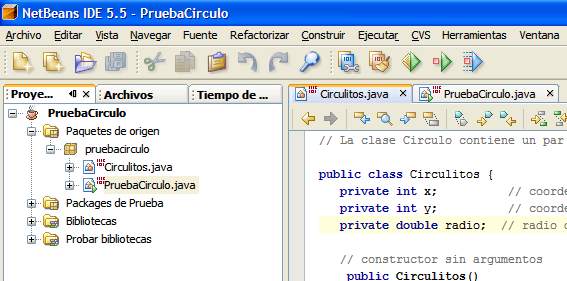 NetBeans IDE 5.5 - PruebaCirculo
Archivo Editar Vista Navegar Fuente Refactorizar Construir Ejecutar CVS Herramientas Ventana
Proye... Archivos Tiempo de ...
Circulitos.java PruebaCirculo.java
PruebaCirculo
Paquetes de origen
pruebacirculo
Circulitos.java
PruebaCirculo.java
Packages de Prueba
Bibliotecas
Probar bibliotecas
// La clase Circulo contiene un par
public class Circulitos {
private int x; // coorde
private int y; // coorde
private double radio; // radio d
// constructor sin argumentos
public Circulitos()